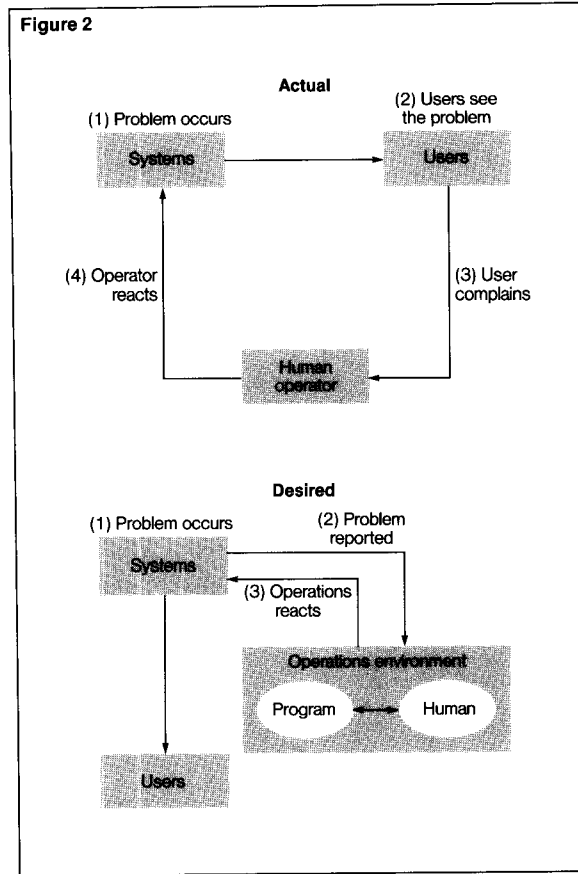 Figure 2
Actual
(1) Problem occurs
(2) Users see
the problem
Systems
Users
(4) Operator
reacts
(3) User
complains
Human
operator
Desired
(1) Problem occurs
(2) Problem
reported
Systems
(3) Operations
reacts
Operations environment
Program
Human
Users